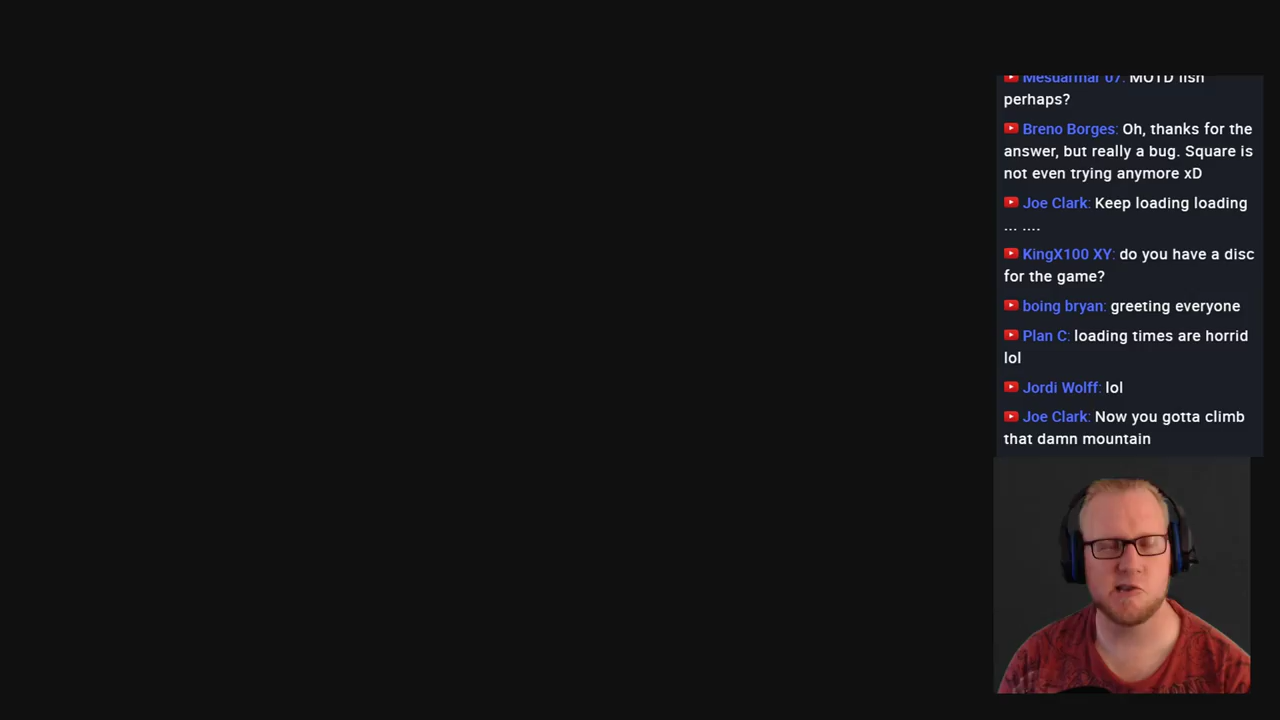 Mesdarmar 07: MOTD fish
perhaps?
Breno Borges: Oh, thanks for the
answer, but really a bug. Square is
not even trying anymore xD
Joe Clark: Keep loading loading
... ....
KingX100 XY: do you have a disc
for the game?
boing bryan: greeting everyone
Plan C: loading times are horrid
lol
Jordi Wolff: lol
Joe Clark: Now you gotta climb
that damn mountain